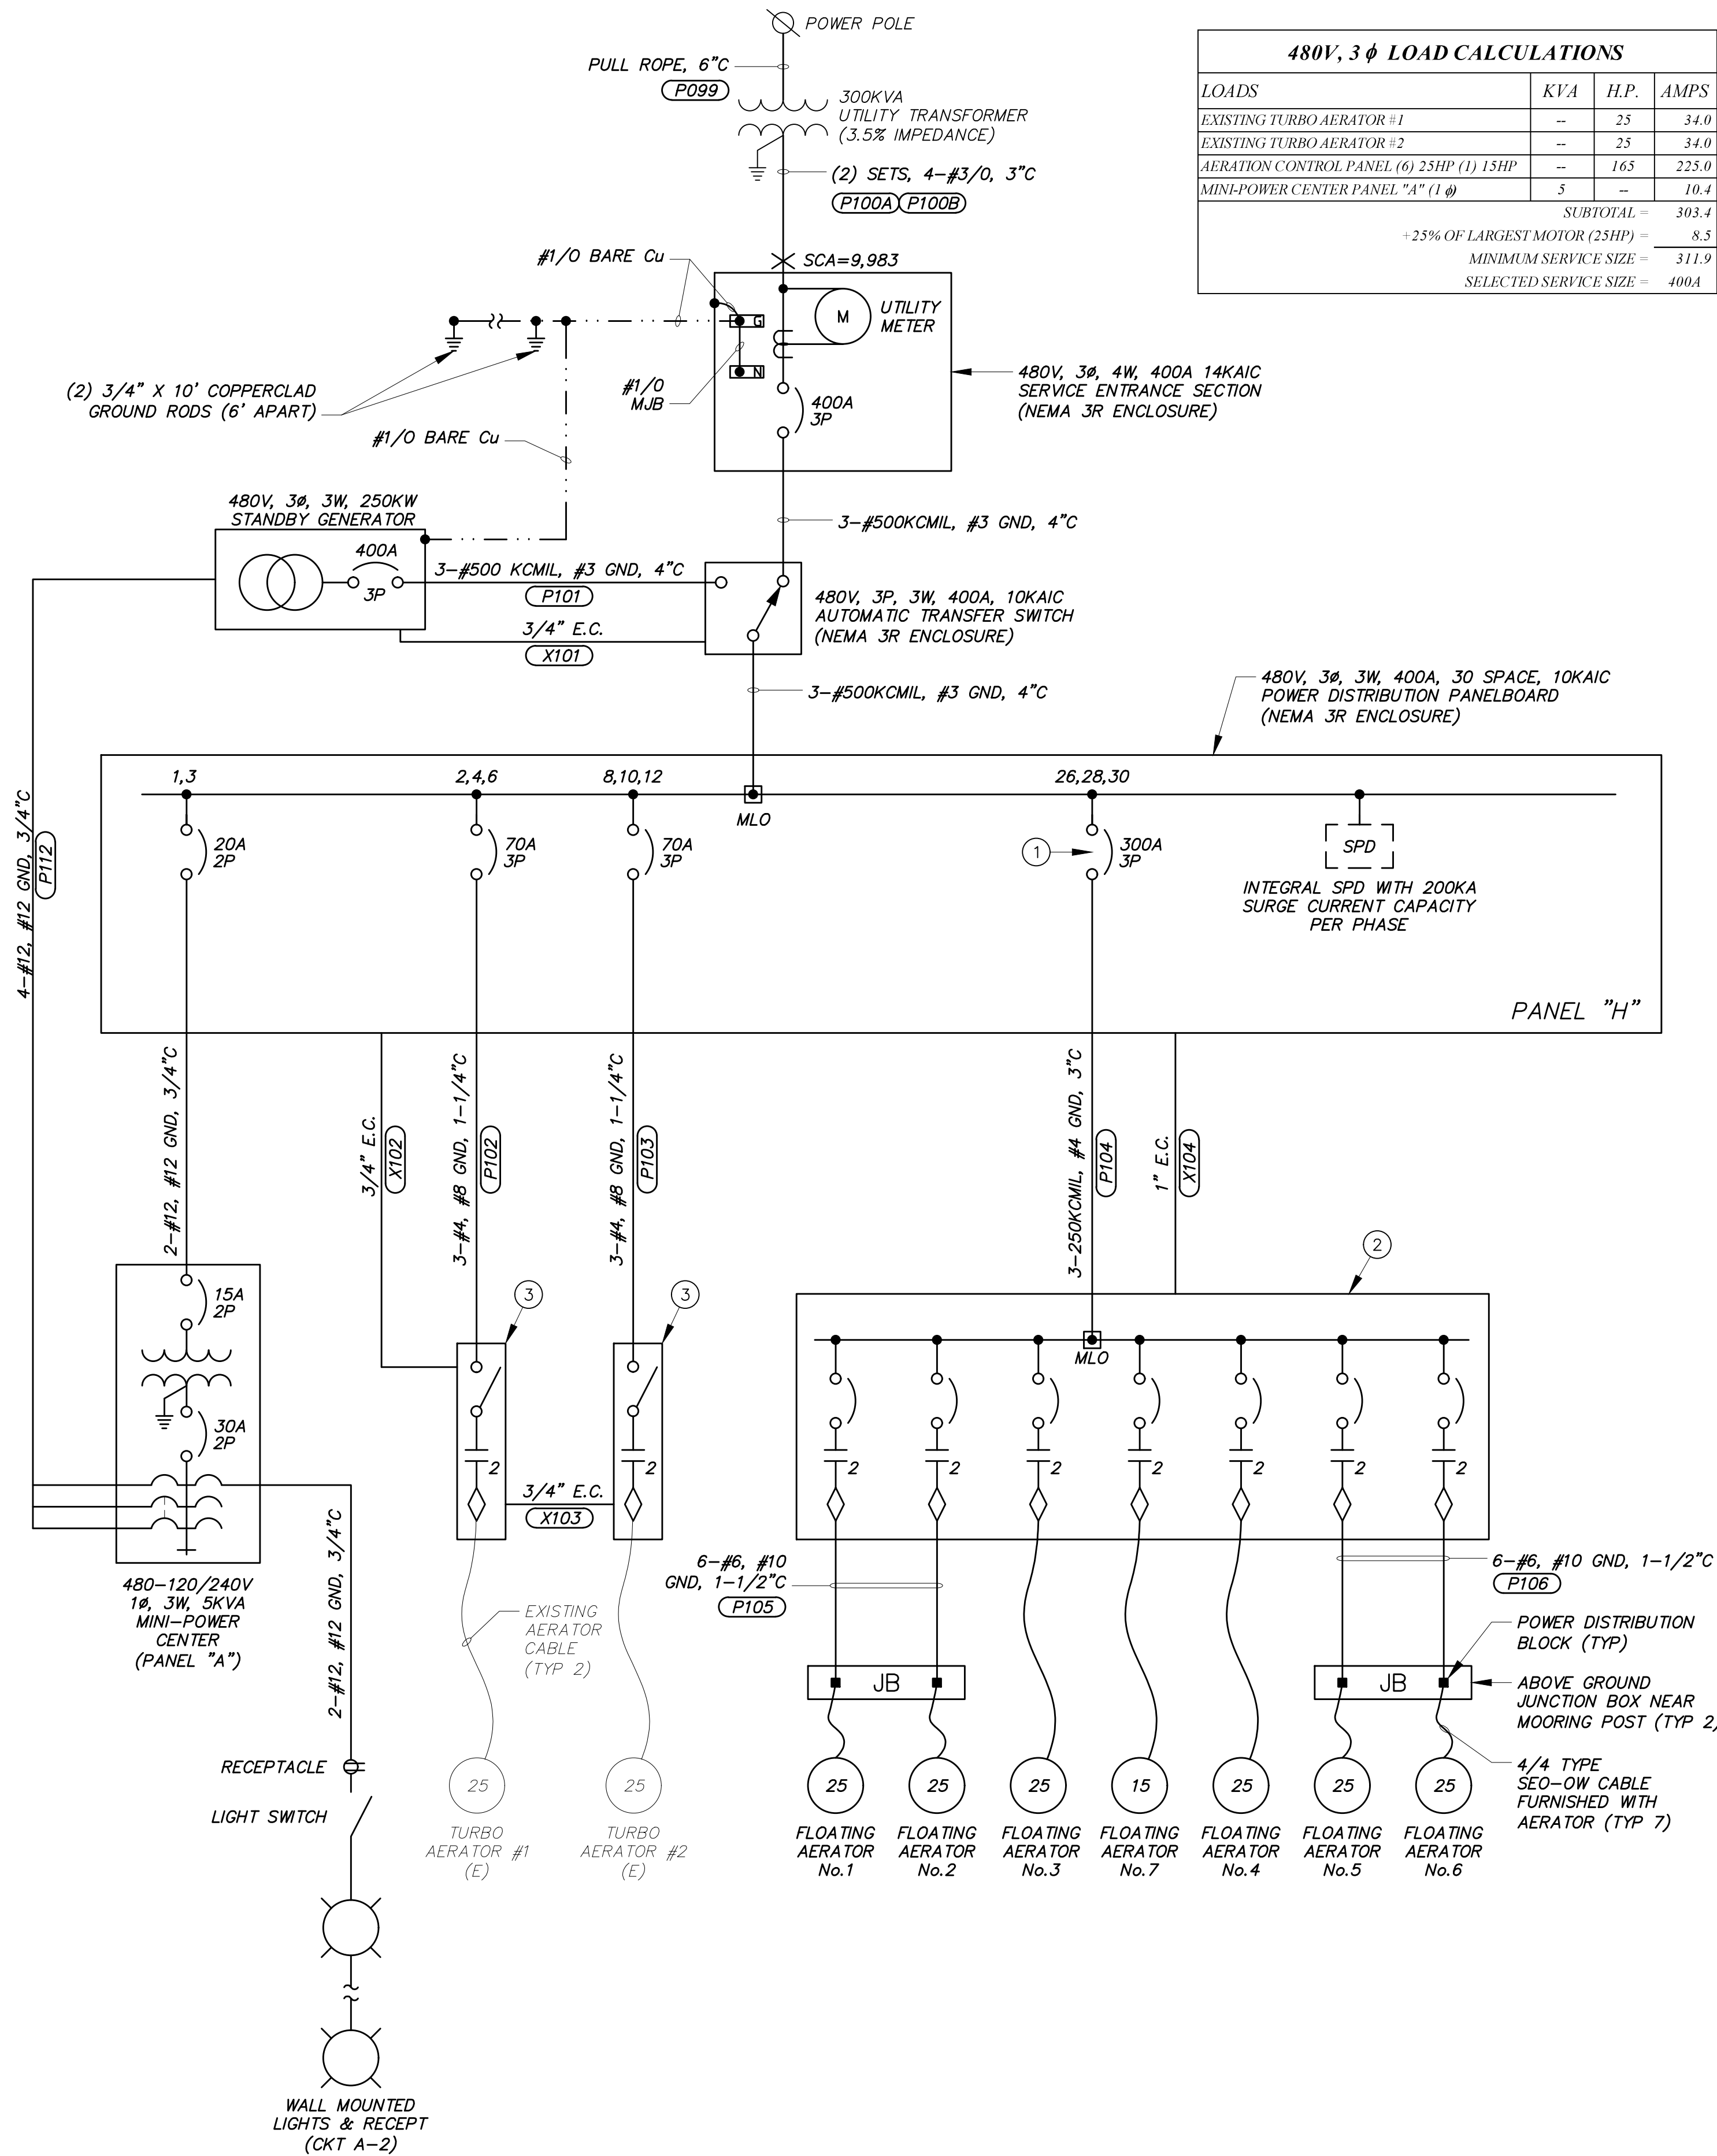 POWER POLE
PULL ROPE, 6"C
P099
300KVA
UTILITY TRANSFORMER
(3.5% IMPEDANCE)
(2) SETS, 4-#3/0, 3"C
P100A P100B
480V, 3ϕ LOAD CALCULATIONS
LOADS KVA H.P. AMPS
EXISTING TURBO AERATOR #1 -- 25 34.0
EXISTING TURBO AERATOR #2 -- 25 34.0
AERATION CONTROL PANEL (6) 25HP (1) 15HP -- 165 225.0
MINI-POWER CENTER PANEL "A" (1 ϕ) 5 -- 10.4
SUBTOTAL = 303.4
+25% OF LARGEST MOTOR (25HP) = 8.5
MINIMUM SERVICE SIZE = 311.9
SELECTED SERVICE SIZE = 400A
#1/0 BARE Cu
SCA=9,983
G
N
M
UTILITY
METER
#1/0
MJB
400A
3P
480V, 3ø, 4W, 400A 14KAIC
SERVICE ENTRANCE SECTION
(NEMA 3R ENCLOSURE)
(2) 3/4" X 10' COPPERCLAD
GROUND RODS (6' APART)
#1/0 BARE Cu
480V, 3ø, 3W, 250KW
STANDBY GENERATOR
400A
3P
3-#500KCMIL, #3 GND, 4"C
3-#500 KCMIL, #3 GND, 4"C
P101
3/4" E.C.
X101
480V, 3P, 3W, 400A, 10KAIC
AUTOMATIC TRANSFER SWITCH
(NEMA 3R ENCLOSURE)
3-#500KCMIL, #3 GND, 4"C
480V, 3ø, 3W, 400A, 30 SPACE, 10KAIC
POWER DISTRIBUTION PANELBOARD
(NEMA 3R ENCLOSURE)
4-#12, #12 GND, 3/4"C
P112
1,3
2,4,6
8,10,12
MLO
26,28,30
20A
2P
70A
3P
70A
3P
1
300A
3P
SPD
INTEGRAL SPD WITH 200KA
SURGE CURRENT CAPACITY
PER PHASE
PANEL "H"
2-#12, #12 GND, 3/4"C
3/4" E.C.
X102
3-#4, #8 GND, 1-1/4"C
P102
3-#4, #8 GND, 1-1/4"C
P103
3-250KCMIL, #4 GND, 3"C
P104
1" E.C.
X104
15A
2P
30A
2P
480-120/240V
1ø, 3W, 5KVA
MINI-POWER
CENTER
(PANEL "A")
2-#12, #12 GND, 3/4"C
RECEPTACLE
LIGHT SWITCH
WALL MOUNTED
LIGHTS & RECEPT
(CKT A-2)
3
3
2
2
3/4" E.C.
X103
EXISTING
AERATOR
CABLE
(TYP 2)
25
TURBO
AERATOR #1
(E)
25
TURBO
AERATOR #2
(E)
2
MLO
2
2
2
2
2
2
2
6-#6, #10
GND, 1-1/2"C
P105
6-#6, #10 GND, 1-1/2"C
P106
JB
JB
POWER DISTRIBUTION
BLOCK (TYP)
ABOVE GROUND
JUNCTION BOX NEAR
MOORING POST (TYP 2)
4/4 TYPE
SEO-OW CABLE
FURNISHED WITH
AERATOR (TYP 7)
25
FLOATING
AERATOR
No.1
25
FLOATING
AERATOR
No.2
25
FLOATING
AERATOR
No.3
15
FLOATING
AERATOR
No.7
25
FLOATING
AERATOR
No.4
25
FLOATING
AERATOR
No.5
25
FLOATING
AERATOR
No.6